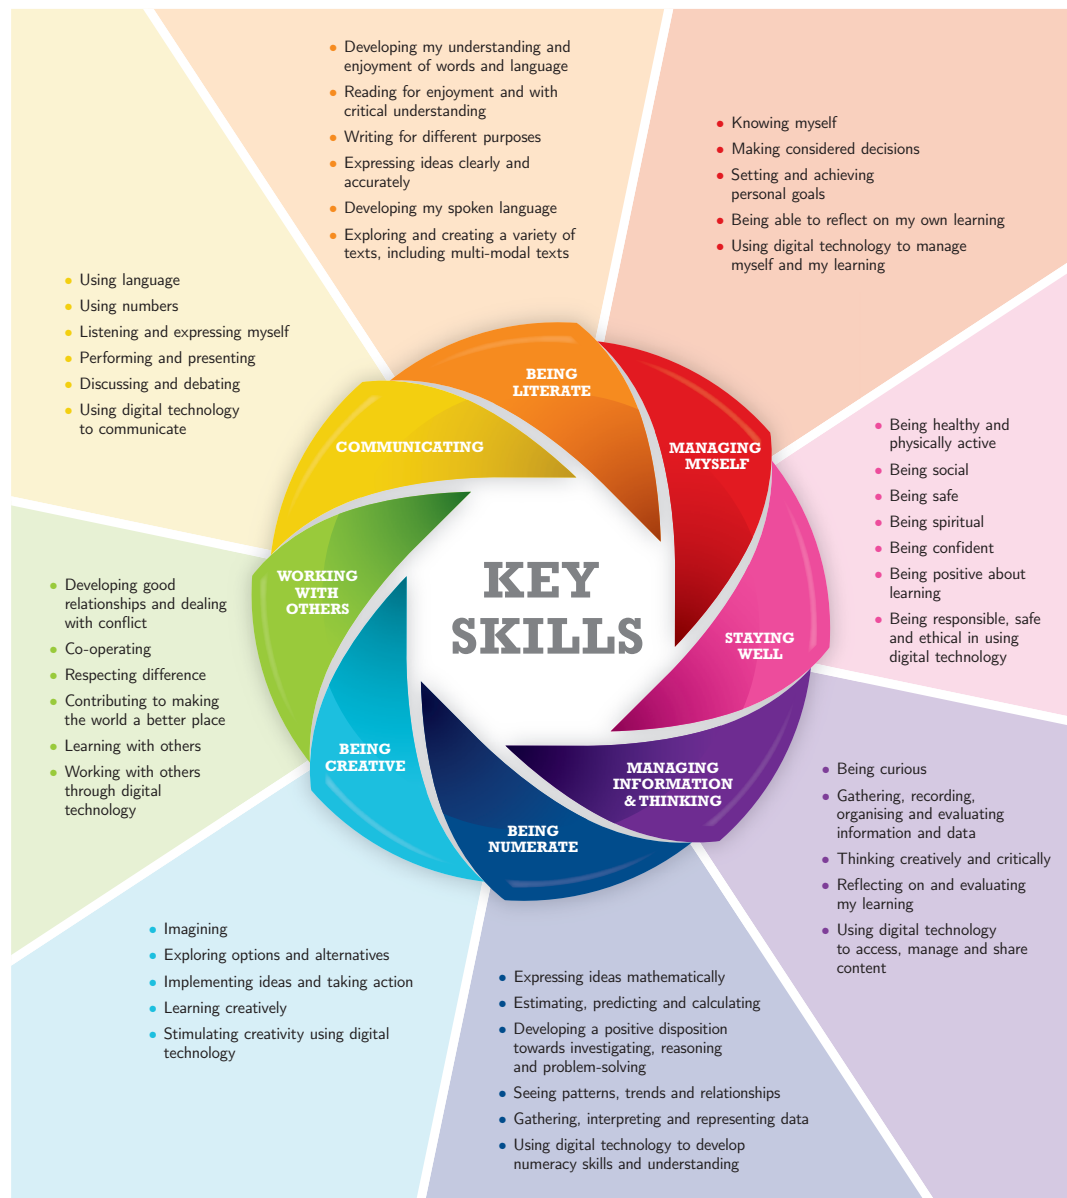 KEY
SKILLS
BEING
LITERATE
• Developing my understanding and
enjoyment of words and language
• Reading for enjoyment and with
critical understanding
• Writing for different purposes
• Expressing ideas clearly and
accurately
• Developing my spoken language
• Exploring and creating a variety of
texts, including multi-modal texts
MANAGING
MYSELF
• Knowing myself
• Making considered decisions
• Setting and achieving
personal goals
• Being able to reflect on my own learning
• Using digital technology to manage
myself and my learning
STAYING
WELL
• Being healthy and
physically active
• Being social
• Being safe
• Being spiritual
• Being confident
• Being positive about
learning
• Being responsible, safe
and ethical in using
digital technology
MANAGING
INFORMATION
& THINKING
• Being curious
• Gathering, recording,
organising and evaluating
information and data
• Thinking creatively and critically
• Reflecting on and evaluating
my learning
• Using digital technology
to access, manage and share
content
BEING
NUMERATE
• Expressing ideas mathematically
• Estimating, predicting and calculating
• Developing a positive disposition
towards investigating, reasoning
and problem-solving
• Seeing patterns, trends and relationships
• Gathering, interpreting and representing data
• Using digital technology to develop
numeracy skills and understanding
BEING
CREATIVE
• Imagining
• Exploring options and alternatives
• Implementing ideas and taking action
• Learning creatively
• Stimulating creativity using digital
technology
WORKING
WITH
OTHERS
• Developing good
relationships and dealing
with conflict
• Co-operating
• Respecting difference
• Contributing to making
the world a better place
• Learning with others
• Working with others
through digital
technology
COMMUNICATING
• Using language
• Using numbers
• Listening and expressing myself
• Performing and presenting
• Discussing and debating
• Using digital technology
to communicate